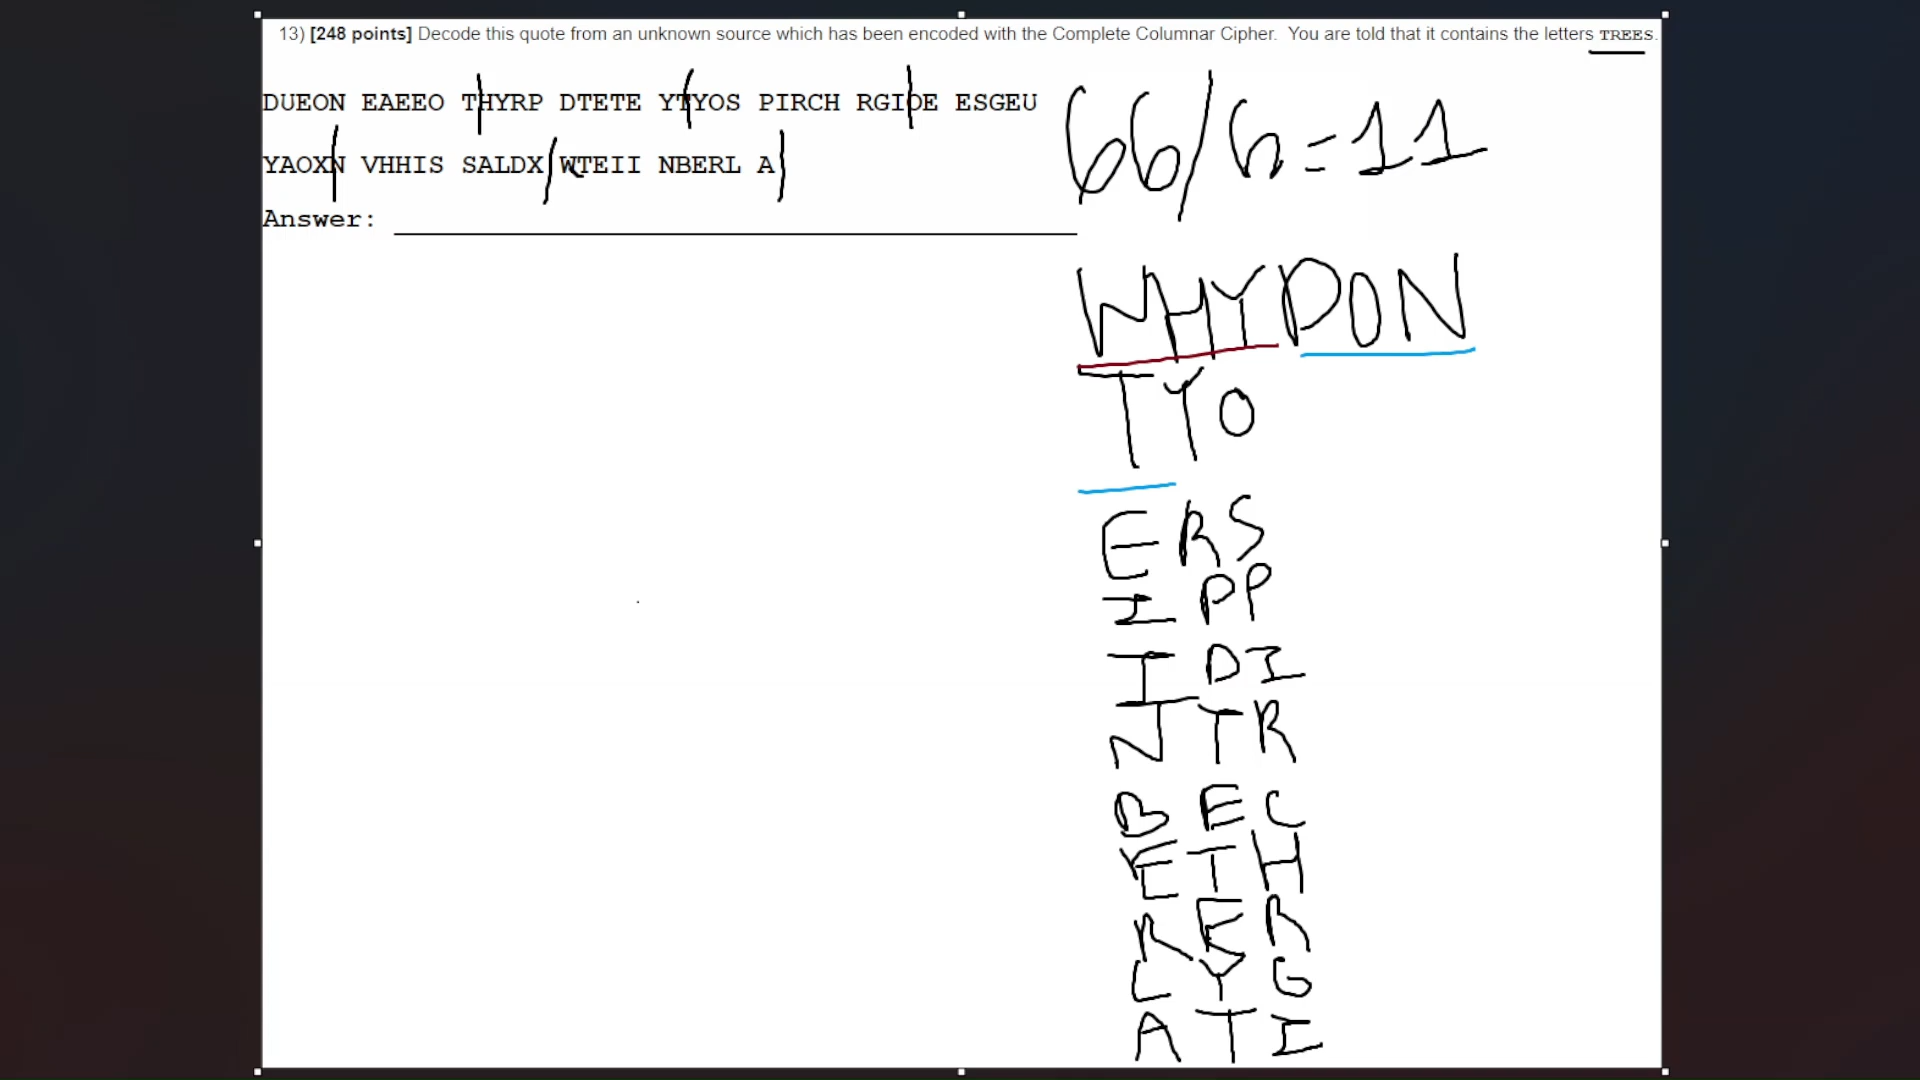 13) [248 points] Decode this quote from an unknown source which has been encoded with the Complete Columnar Cipher. You are told that it contains the letters TREES.
DUEON EAEEO THYRP DTETE YTYOS PIRCH RGIOE ESGEU
YAOXN VHHIS SALDX WTEII NBERL A
Answer:
66/6=11
WHYDON
TYO
ERS
IPP
IDI
NTR
BEC
ETH
RER
LYG
ATI